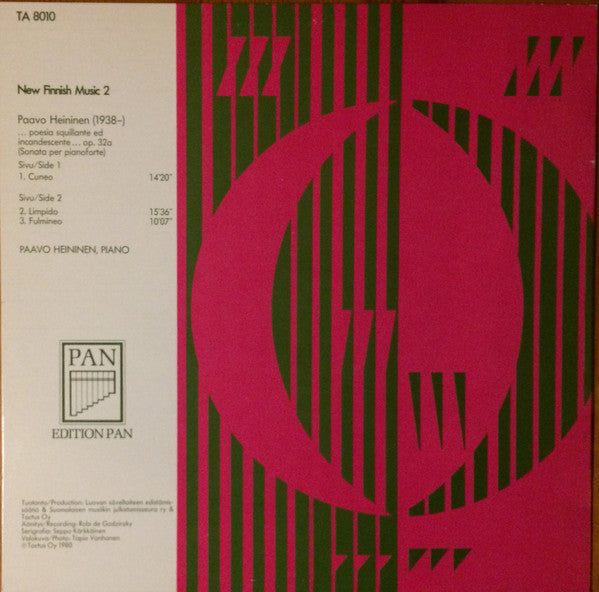 TA 8010
New Finnish Music 2
Paavo Heininen (1938–)
... poesia squillante ed
incandescente ... op. 32a
(Sonata per pianoforte)
Sivu/Side 1
1. Cuneo 14'20"
Sivu/Side 2
2. Limpido 15'36"
3. Fulmineo 10'07"
PAAVO HEININEN, PIANO
PAN
EDITION PAN
Tuotanto/Production: Luovan säveltaiteen edistämis-
säätiö & Suomalaisen musiikin julkaisemisseura ry &
Tactus Oy
Äänitys/Recording: Robi de Godzinsky
Serigrafia: Seppo Kärkkäinen
Valokuva/Photo: Tapio Vanhanen
℗ Tactus Oy 1980